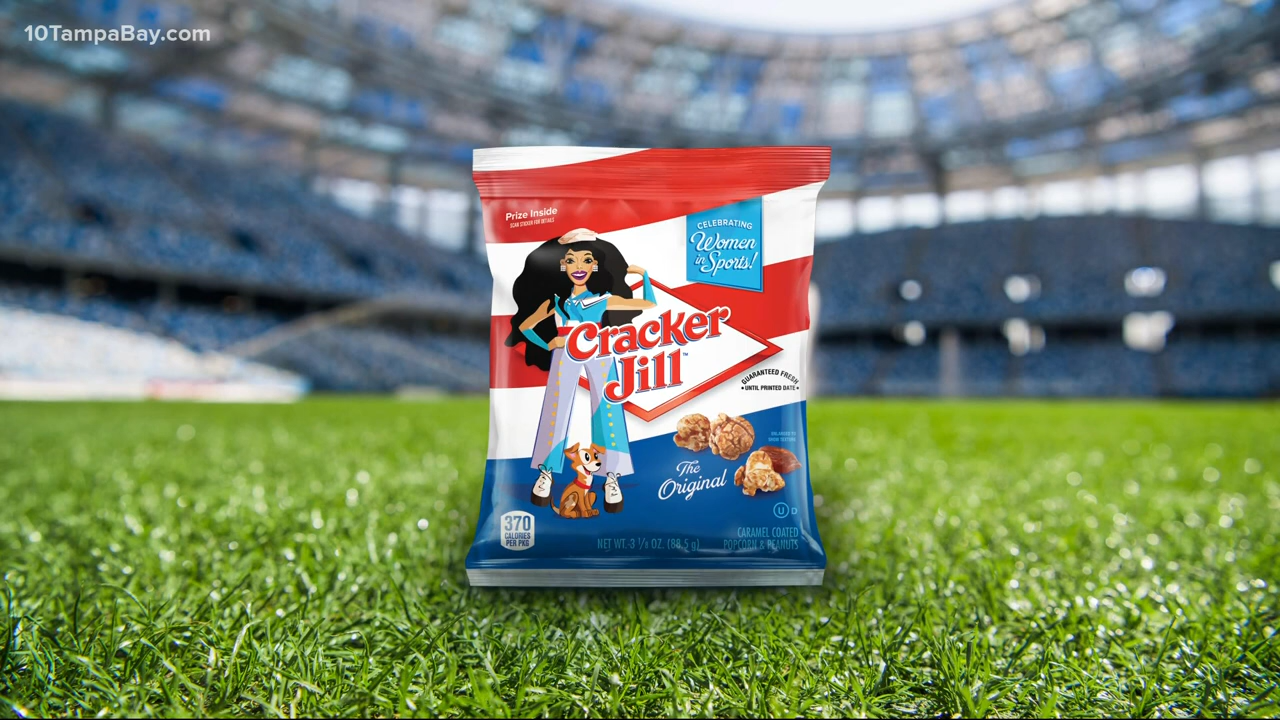 10TampaBay.com
Prize Inside
SCAN STICKER FOR DETAILS
CELEBRATING
Women
in Sports!
Cracker
Jill™
GUARANTEED FRESH
• UNTIL PRINTED DATE •
ENLARGED TO
SHOW TEXTURE
The
Original
U D
370
CALORIES
PER PKG
NET WT. 3 1/8 OZ. (88.5 g)
CARAMEL COATED
POPCORN & PEANUTS